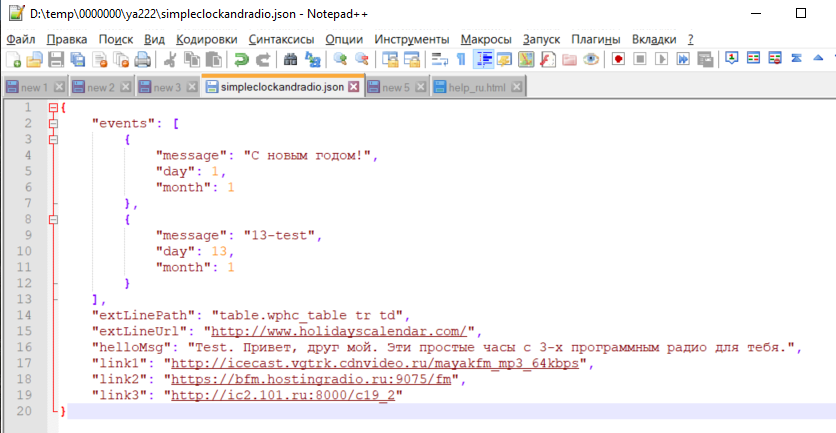 D:\temp\0000000\ya222\simpleclockandradio.json - Notepad++
Файл Правка Поиск Вид Кодировки Синтаксисы Опции Инструменты Макросы Запуск Плагины Вкладки ?
new 1 new 2 new 3 simpleclockandradio.json new 5 help_ru.html
1 {
2 "events": [
3 {
4 "message": "С новым годом!",
5 "day": 1,
6 "month": 1
7 },
8 {
9 "message": "13-test",
10 "day": 13,
11 "month": 1
12 }
13 ],
14 "extLinePath": "table.wphc_table tr td",
15 "extLineUrl": "http://www.holidayscalendar.com/",
16 "helloMsg": "Test. Привет, друг мой. Эти простые часы с 3-х программным радио для тебя.",
17 "link1": "http://icecast.vgtrk.cdnvideo.ru/mayakfm_mp3_64kbps",
18 "link2": "https://bfm.hostingradio.ru:9075/fm",
19 "link3": "http://ic2.101.ru:8000/c19_2"
20 }